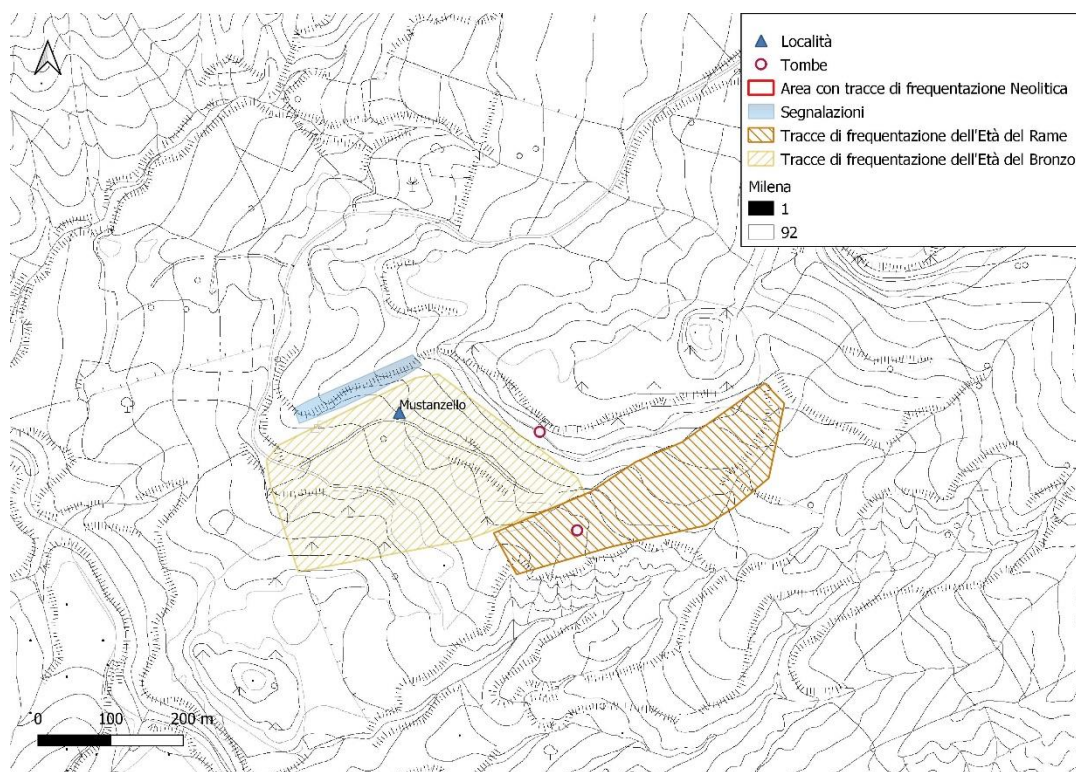 Località
Tombe
Area con tracce di frequentazione Neolitica
Segnalazioni
Tracce di frequentazione dell'Età del Rame
Tracce di frequentazione dell'Età del Bronzo
Milena
1
92
Mustanzello
0 100 200 m